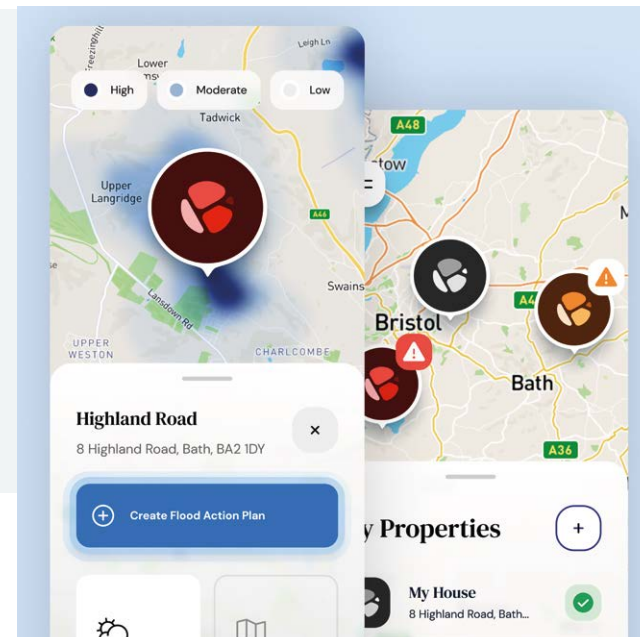 Freezinghill
Leigh Ln
Lower
High
Moderate
Low
Tadwick
Upper
Langridge
A46
Swains
Lansdown Rd
UPPER
WESTON
CHARLCOMBE
Highland Road
8 Highland Road, Bath, BA2 1DY
Create Flood Action Plan
A48
stow
Bristol
A4
Bath
A36
y Properties
My House
8 Highland Road, Bath...